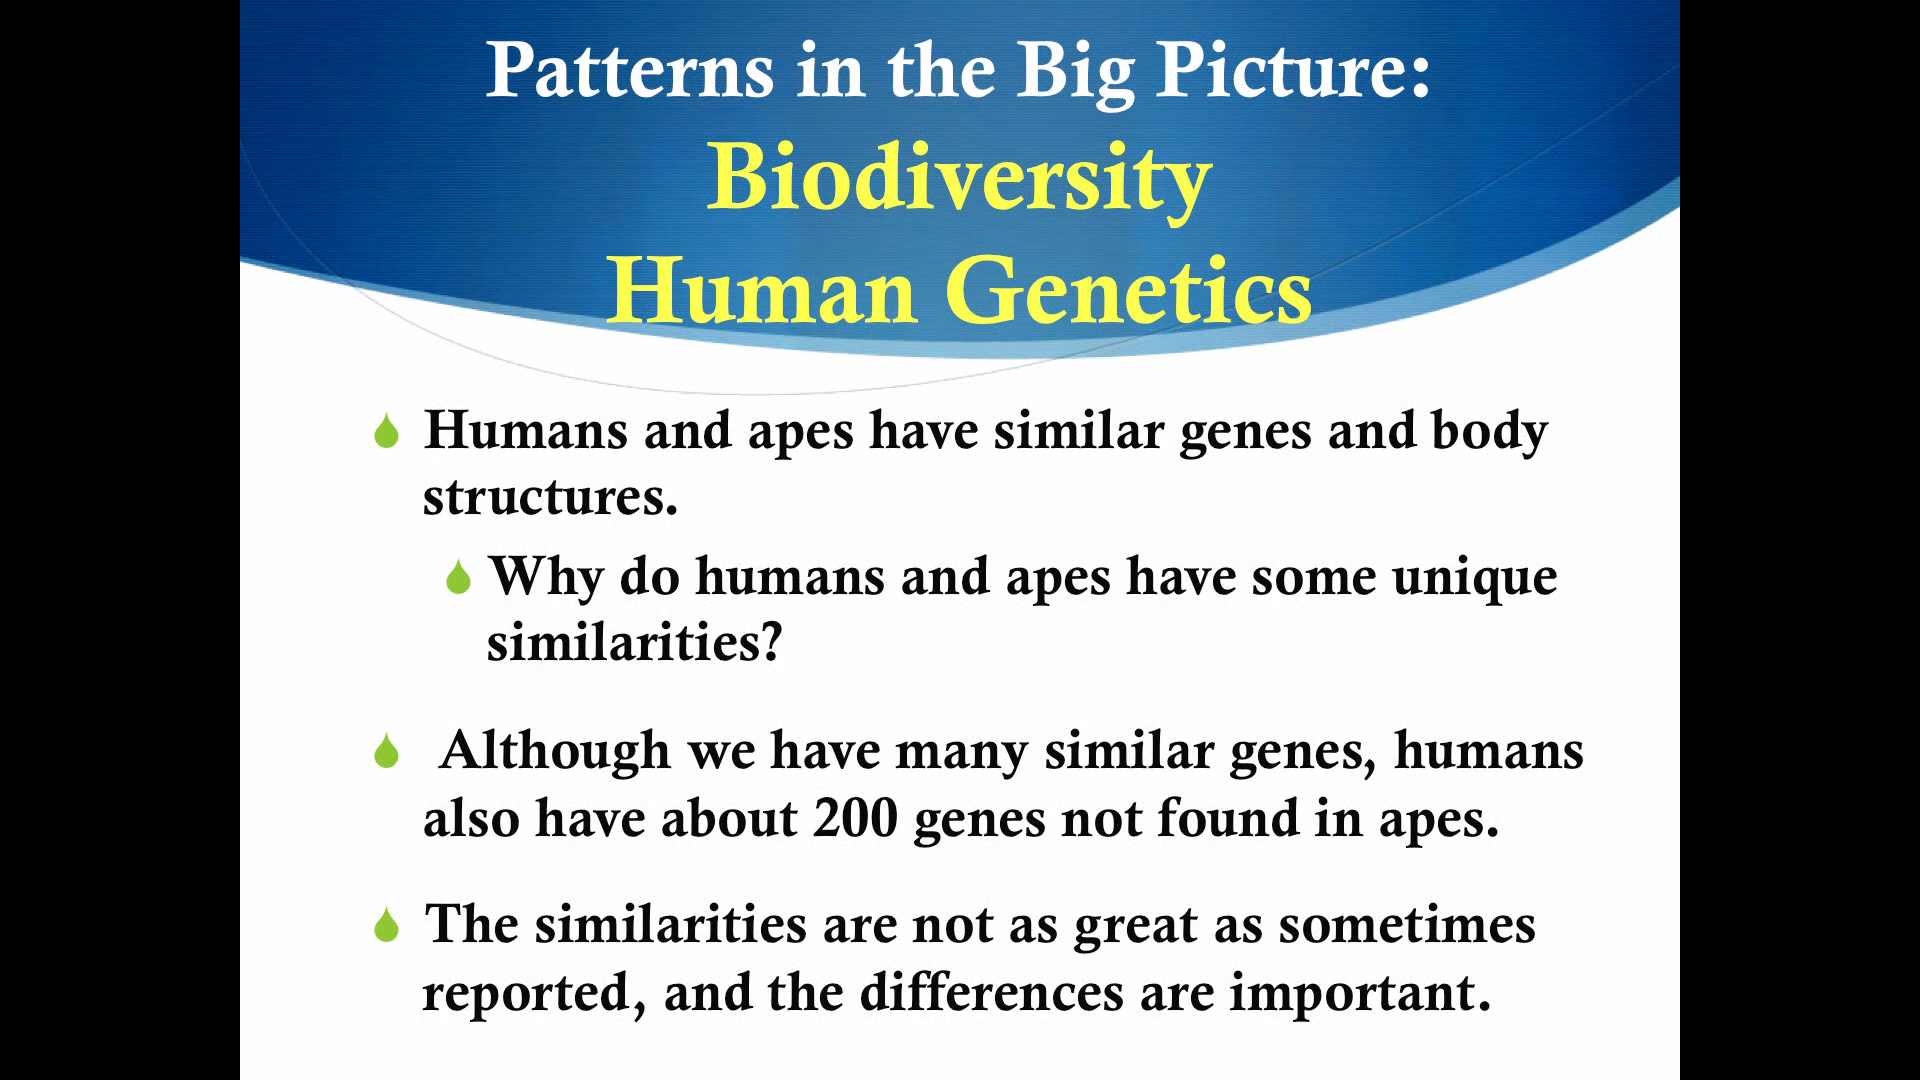 Patterns in the Big Picture:
Biodiversity
Human Genetics
Humans and apes have similar genes and body
structures.
Why do humans and apes have some unique
similarities?
Although we have many similar genes, humans
also have about 200 genes not found in apes.
The similarities are not as great as sometimes
reported, and the differences are important.